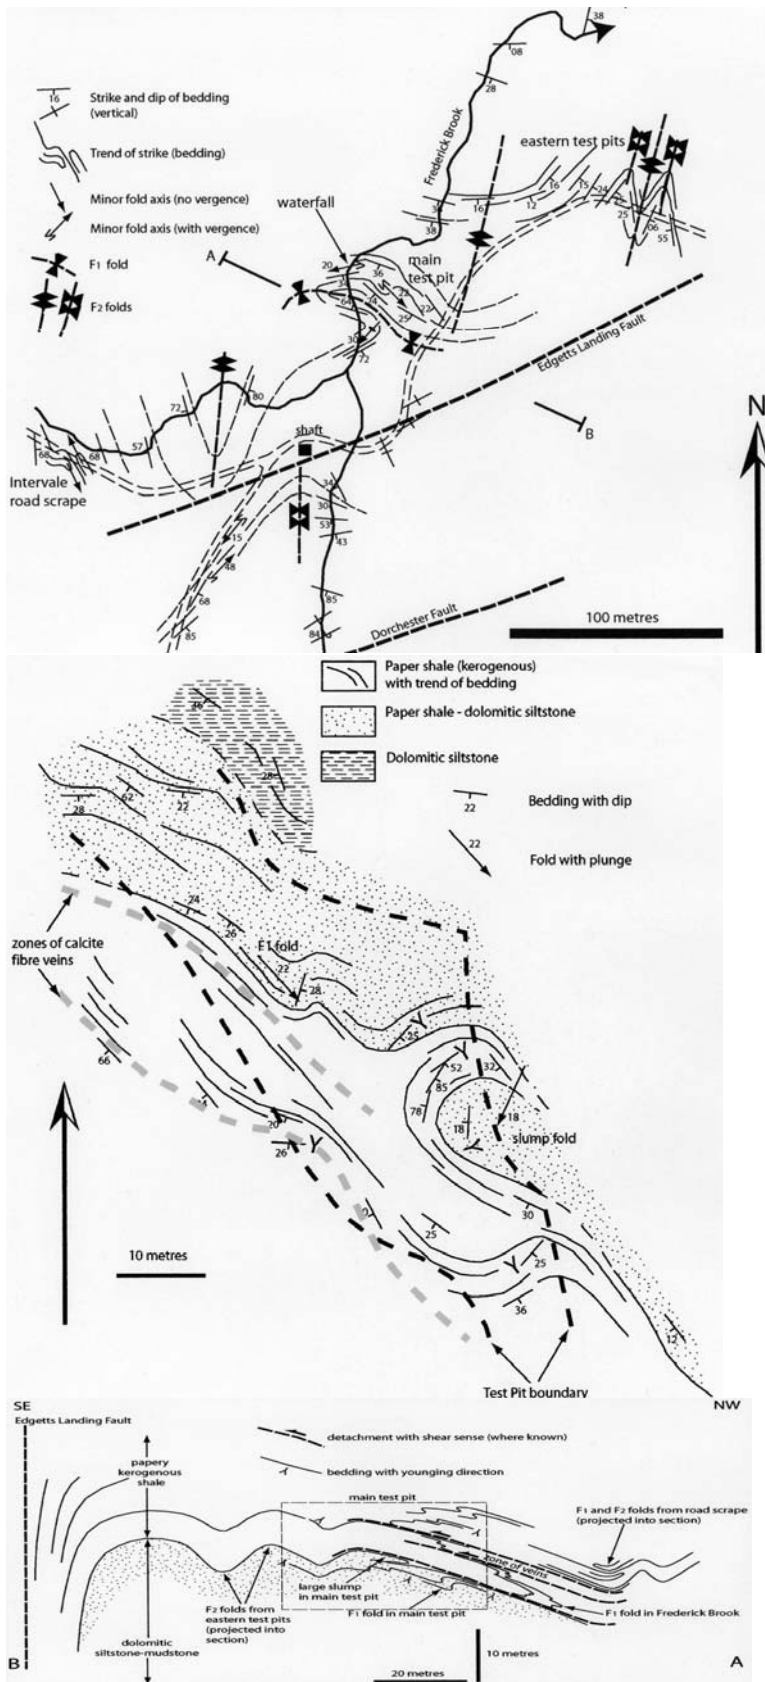 38
08
28
16
Strike and dip of bedding
(vertical)
Frederick Brook
eastern test pits
Trend of strike (bedding)
16
15
24
12
16
25
06
55
38
Minor fold axis (no vergence)
waterfall
Minor fold axis (with vergence)
A
20
36
main
test pit
F1 fold
64
24
22
25
22
F2 folds
30
72
Edgetts Landing Fault
80
72
B
N
57
shaft
68
68
Intervale
road scrape
34
30
53
43
15
48
68
85
85
84
Dorchester Fault
100 metres
Paper shale (kerogenous)
with trend of bedding
Paper shale - dolomitic siltstone
Dolomitic siltstone
Bedding with dip
22
22
Fold with plunge
28
62
22
28
24
26
zones of calcite
fibre veins
F1 fold
22
28
25
52
32
85
78
18
18
slump fold
66
20
26
30
25
25
36
12
10 metres
Test Pit boundary
SE
NW
Edgetts Landing Fault
detachment with shear sense (where known)
papery
kerogenous
shale
bedding with younging direction
main test pit
F1 and F2 folds from road scrape
(projected into section)
zone of veins
large slump
in main test pit
F2 folds from
eastern test pits
(projected into
section)
F1 fold in main test pit
F1 fold in Frederick Brook
dolomitic
siltstone-mudstone
10 metres
B
20 metres
A